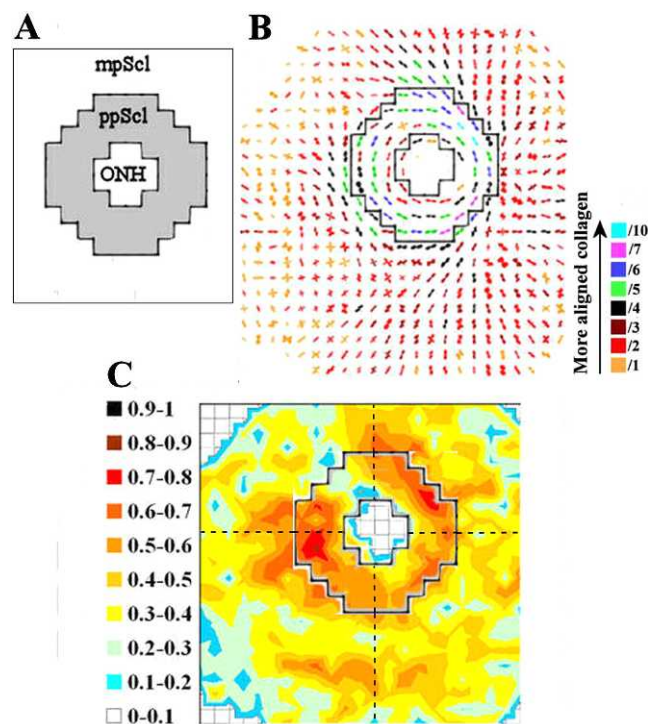 A
mpScl
ppScl
ONH
B
More aligned collagen
/10
/7
/6
/5
/4
/3
/2
/1
C
0.9-1
0.8-0.9
0.7-0.8
0.6-0.7
0.5-0.6
0.4-0.5
0.3-0.4
0.2-0.3
0.1-0.2
0-0.1